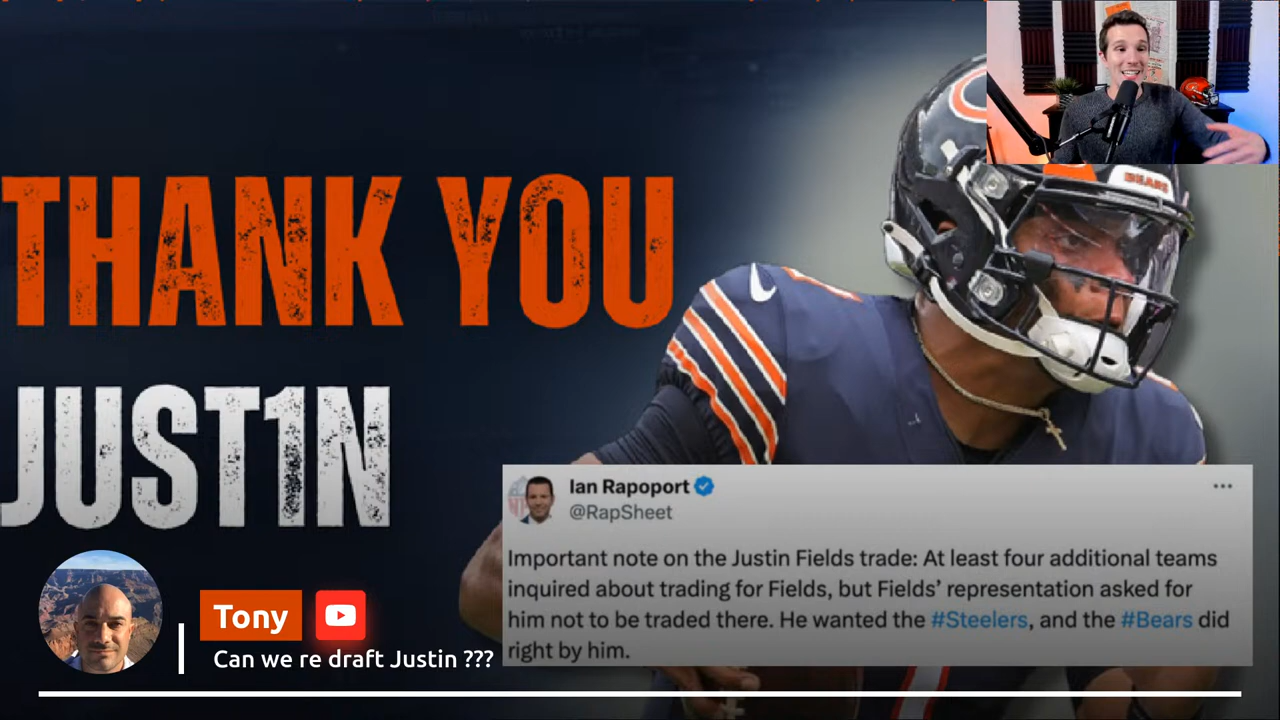 THANK YOU
JUST1N
BEARS
Ian Rapoport
@RapSheet
Important note on the Justin Fields trade: At least four additional teams
inquired about trading for Fields, but Fields’ representation asked for
him not to be traded there. He wanted the #Steelers, and the #Bears did
right by him.
Tony
Can we re draft Justin ???